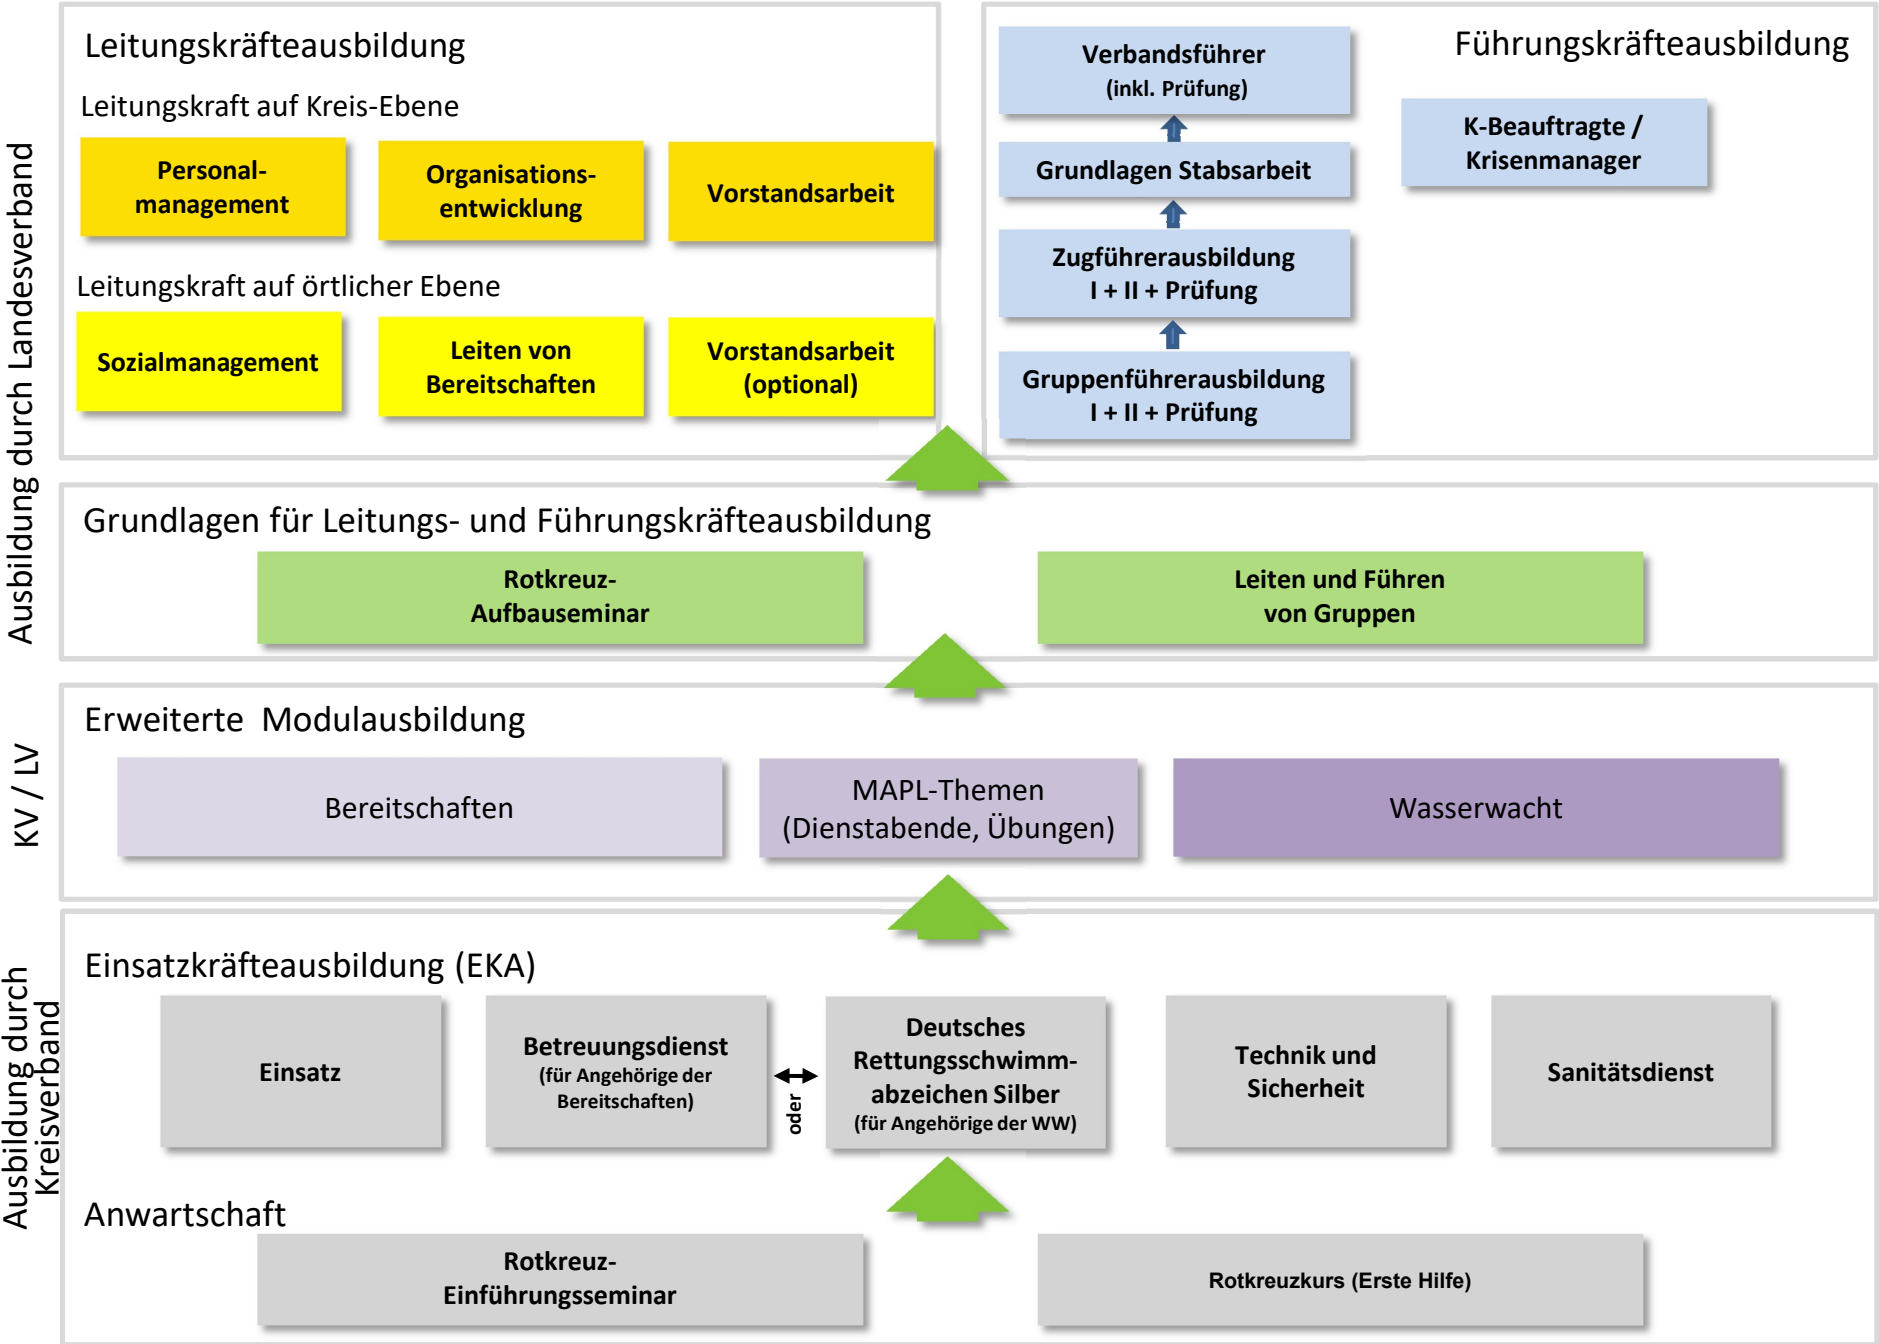 Leitungskräfteausbildung
Leitungskraft auf Kreis-Ebene
Personal-
management
Organisations-
entwicklung
Vorstandsarbeit
Leitungskraft auf örtlicher Ebene
Sozialmanagement
Leiten von
Bereitschaften
Vorstandsarbeit
(optional)
Führungskräfteausbildung
Verbandsführer
(inkl. Prüfung)
Grundlagen Stabsarbeit
Zugführerausbildung
I + II + Prüfung
Gruppenführerausbildung
I + II + Prüfung
K-Beauftragte /
Krisenmanager
Ausbildung durch Landesverband
Grundlagen für Leitungs- und Führungskräfteausbildung
Rotkreuz-
Aufbauseminar
Leiten und Führen
von Gruppen
KV / LV
Erweiterte  Modulausbildung
Bereitschaften
MAPL-Themen
(Dienstabende, Übungen)
Wasserwacht
Ausbildung durch
Kreisverband
Einsatzkräfteausbildung (EKA)
Einsatz
Betreuungsdienst
(für Angehörige der
Bereitschaften)
oder
Deutsches
Rettungsschwimm-
abzeichen Silber
(für Angehörige der WW)
Technik und
Sicherheit
Sanitätsdienst
Anwartschaft
Rotkreuz-
Einführungsseminar
Rotkreuzkurs (Erste Hilfe)